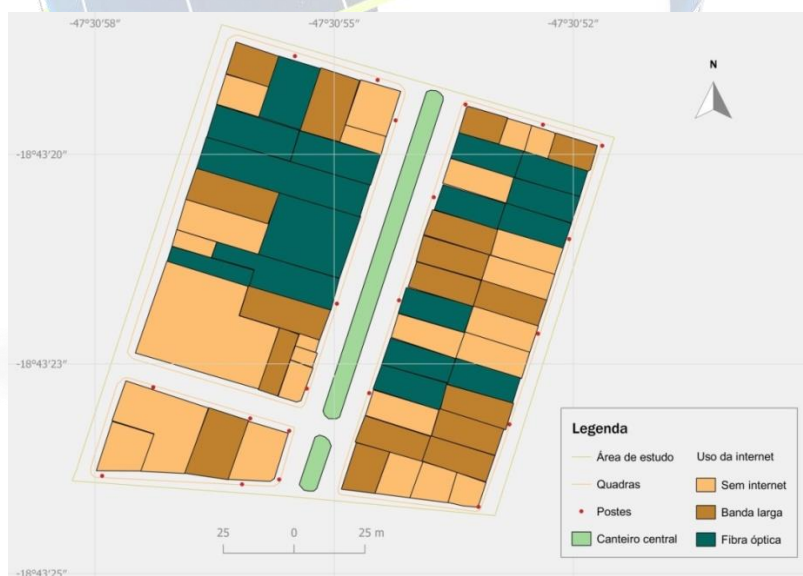 -47°30'58"
-47°30'55"
-47°30'52"
N
-18°43'20"
-18°43'23"
-18°43'25"
25 0 25 m
Legenda
Área de estudo
Quadras
Postes
Canteiro central
Uso da internet
Sem internet
Banda larga
Fibra óptica